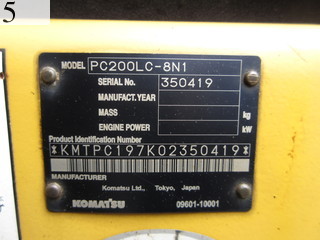 5
MODEL PC200LC-8N1
SERIAL No. 350419
MANUFACT. YEAR
MASS kg
ENGINE POWER kW
Product Identification Number
*KMTPC197K02350419*
MANUFACTURER
Komatsu Ltd., Tokyo, Japan
KOMATSU 09601-10001